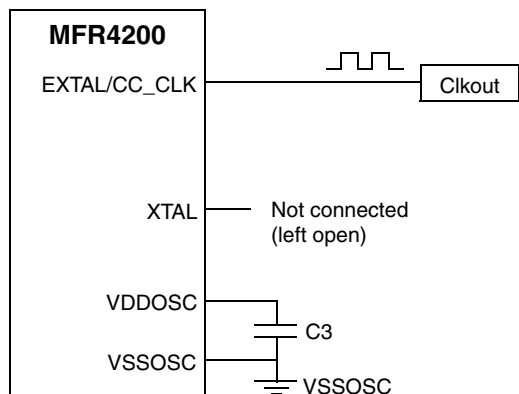 MFR4200
EXTAL/CC_CLK
Clkout
XTAL
Not connected
(left open)
VDDOSC
C3
VSSOSC
VSSOSC